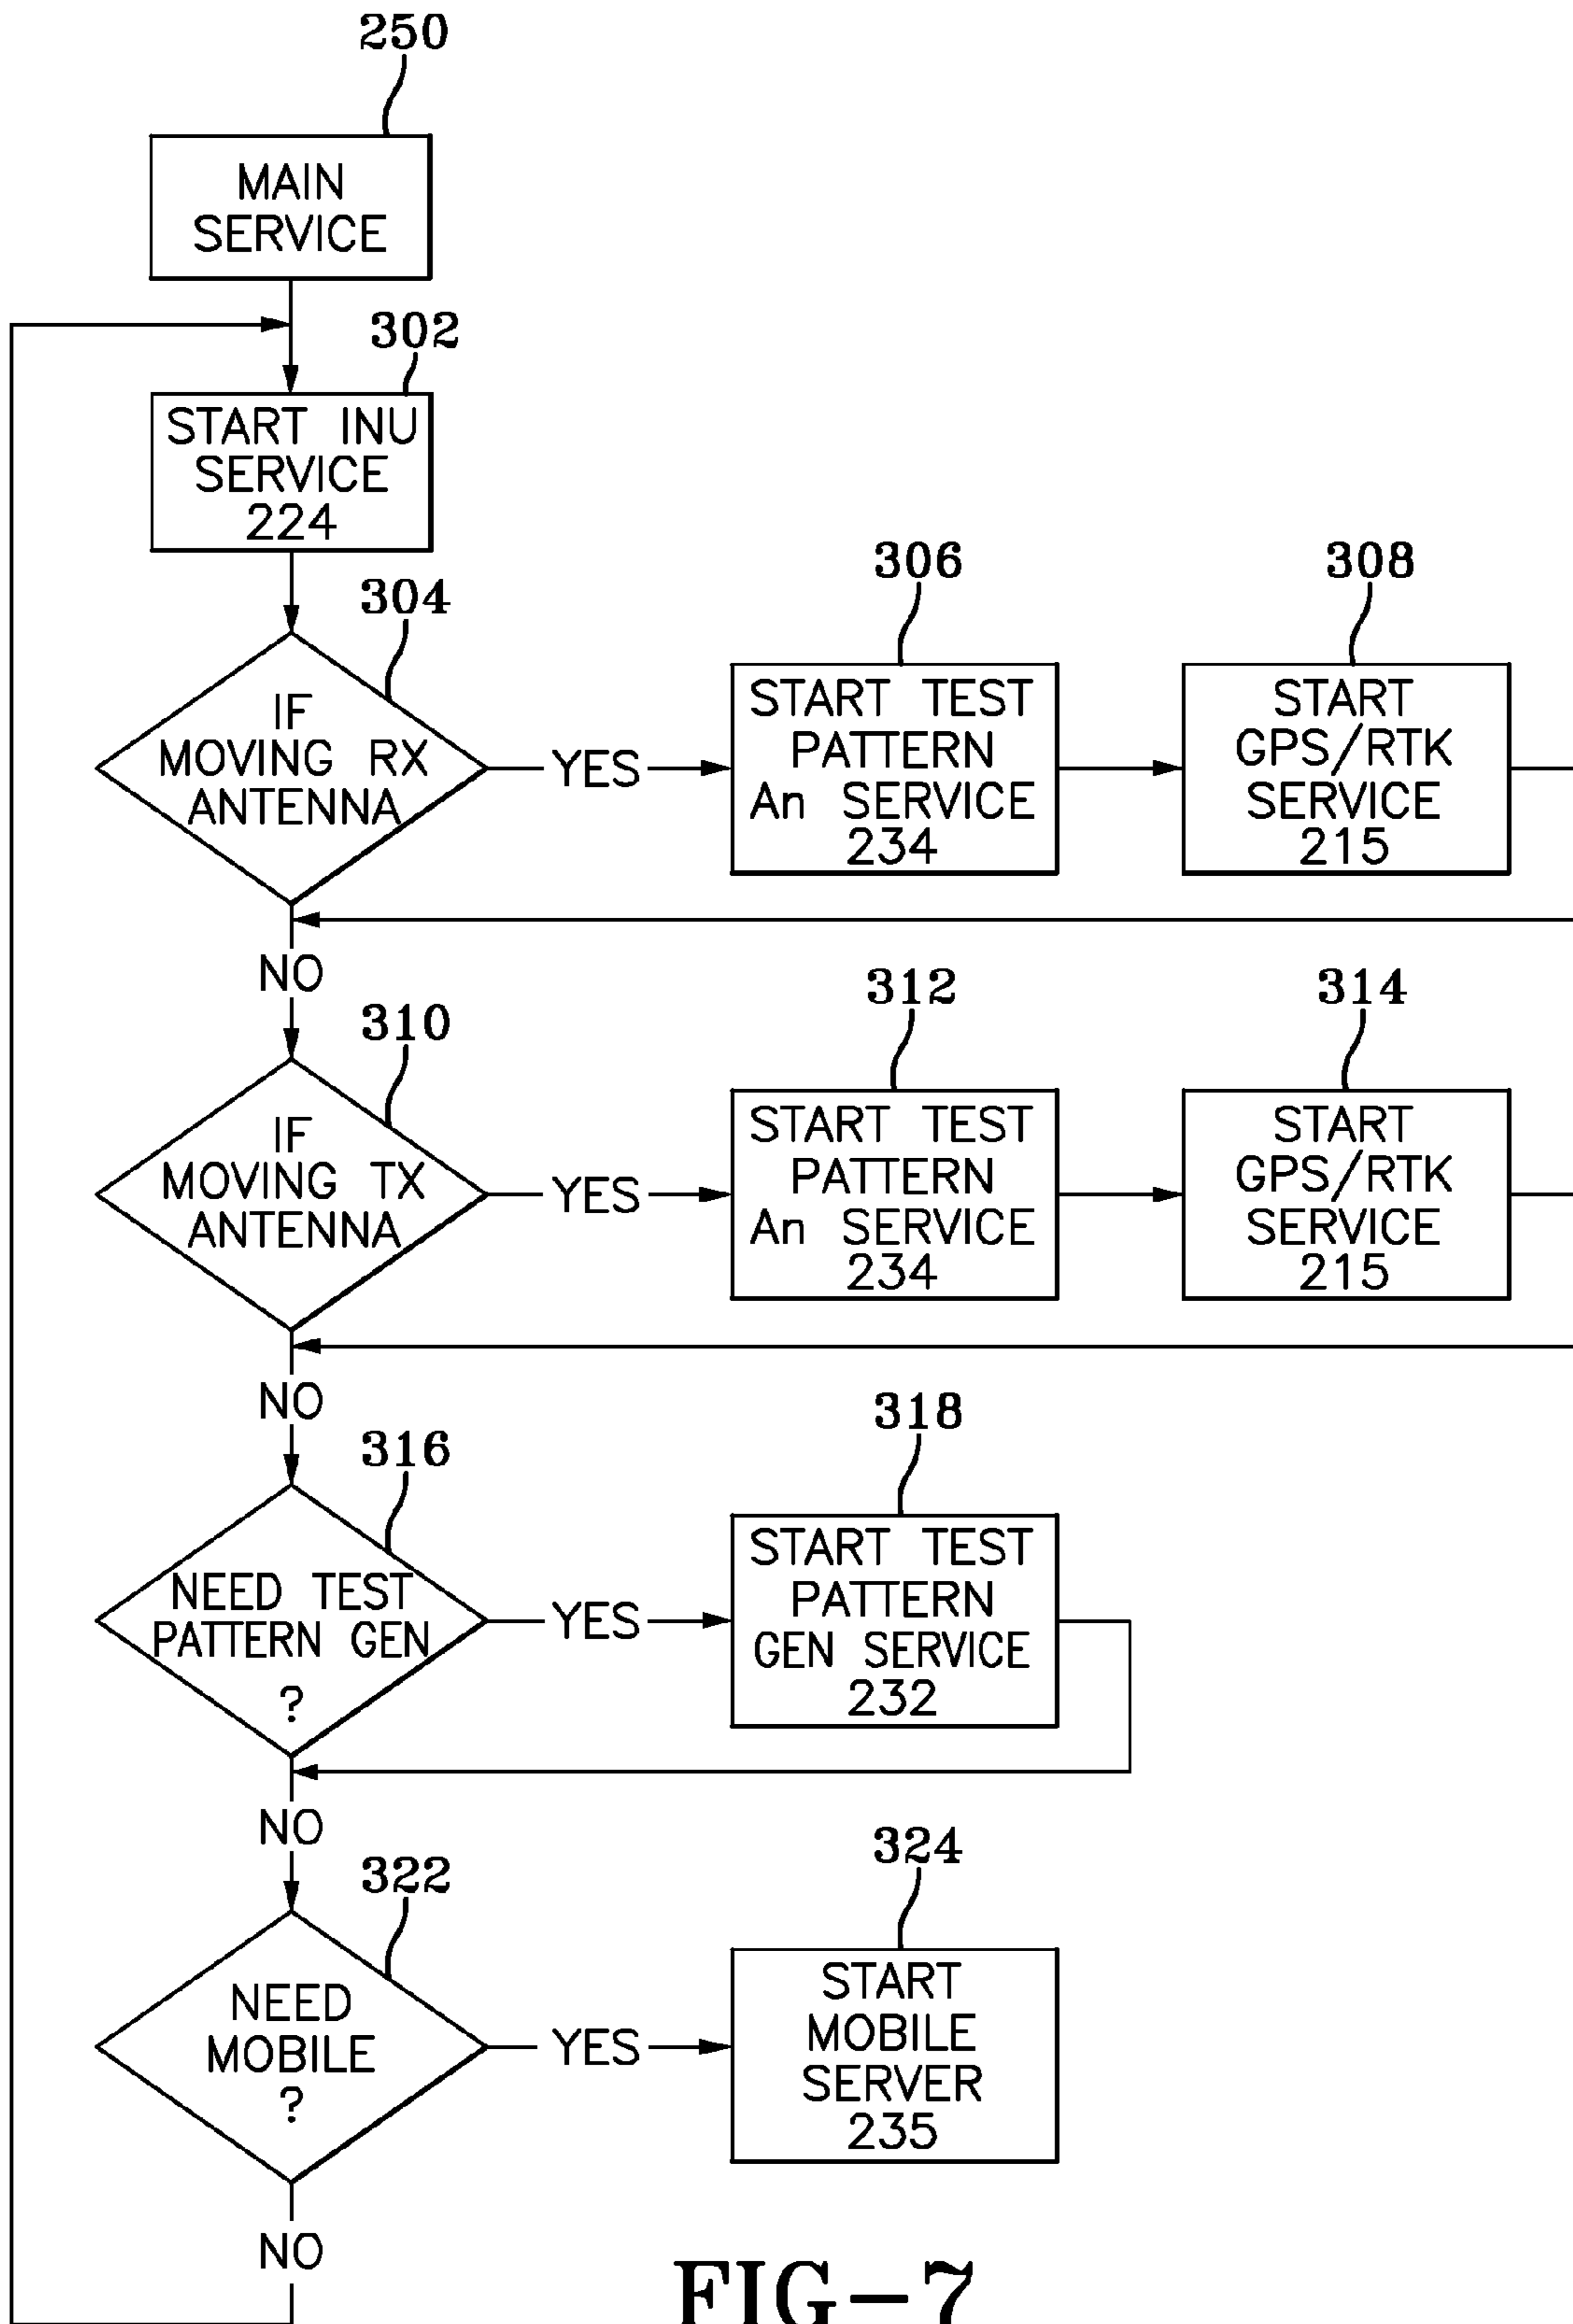 250
MAIN
SERVICE
302
START INU
SERVICE
224
304
IF
MOVING RX
ANTENNA
YES
306
START TEST
PATTERN
An SERVICE
234
308
START
GPS/RTK
SERVICE
215
NO
310
IF
MOVING TX
ANTENNA
YES
312
START TEST
PATTERN
An SERVICE
234
314
START
GPS/RTK
SERVICE
215
NO
316
NEED TEST
PATTERN GEN
?
YES
318
START TEST
PATTERN
GEN SERVICE
232
NO
322
NEED
MOBILE
?
YES
324
START
MOBILE
SERVER
235
NO
FIG-7